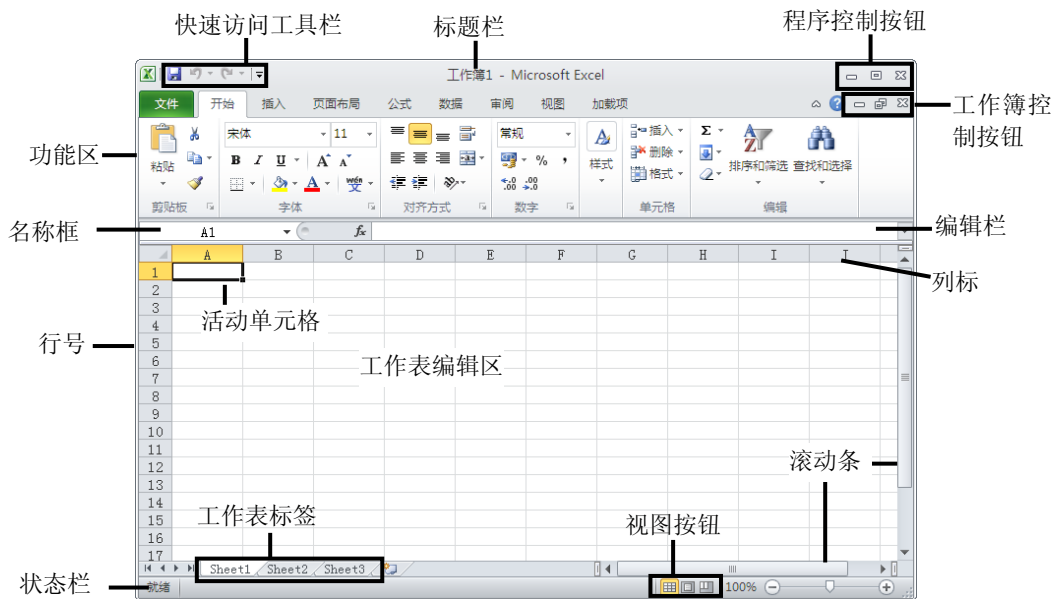 快速访问工具栏
标题栏
程序控制按钮
工作簿1 - Microsoft Excel
文件 开始 插入 页面布局 公式 数据 审阅 视图 加载项
工作簿控
制按钮
功能区
粘贴
宋体 11
B I U A A
A wén 变
常规
% ,
.0 .00
.00 .0
样式
插入
删除
格式
Σ
排序和筛选 查找和选择
剪贴板 字体 对齐方式 数字 单元格 编辑
名称框
A1 fx
编辑栏
A B C D E F G H I J
列标
1
2
3
活动单元格
4
行号
5
工作表编辑区
6
7
8
9
10
11
滚动条
12
13
14
工作表标签
视图按钮
15
16
17
Sheet1 Sheet2 Sheet3
状态栏
就绪 100%